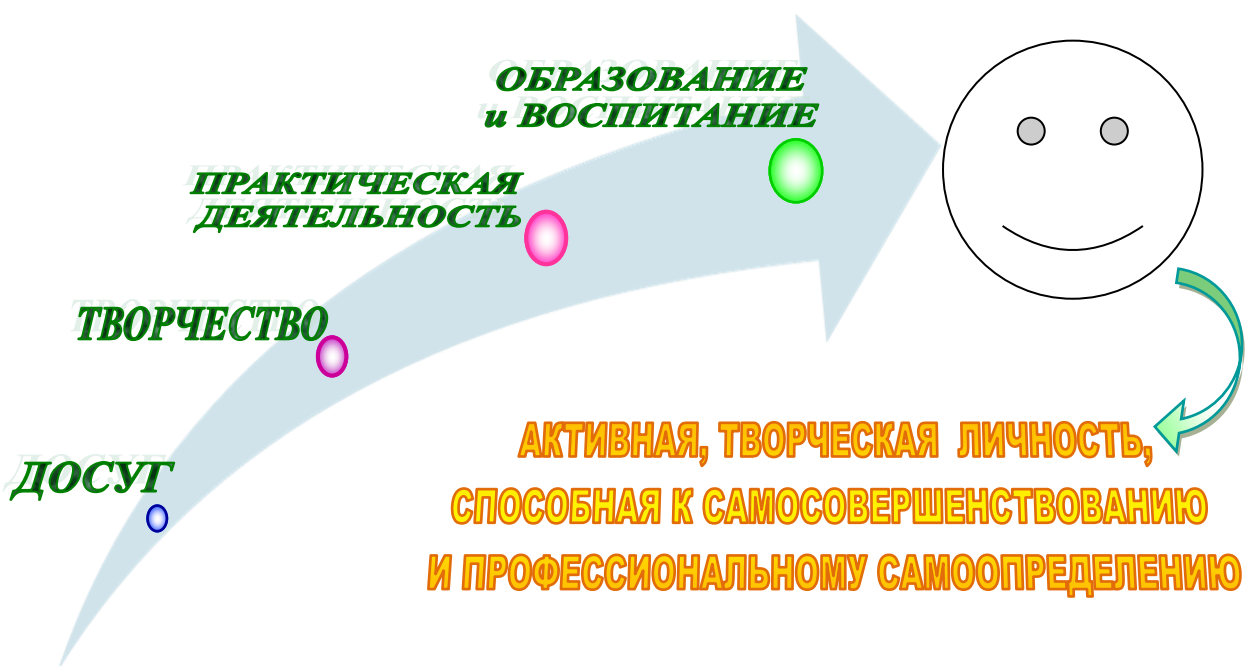 ОБРАЗОВАНИЕ
и ВОСПИТАНИЕ
ПРАКТИЧЕСКАЯ
ДЕЯТЕЛЬНОСТЬ
ТВОРЧЕСТВО
ДОСУГ
АКТИВНАЯ, ТВОРЧЕСКАЯ ЛИЧНОСТЬ,
СПОСОБНАЯ К САМОСОВЕРШЕНСТВОВАНИЮ
И ПРОФЕССИОНАЛЬНОМУ САМООПРЕДЕЛЕНИЮ